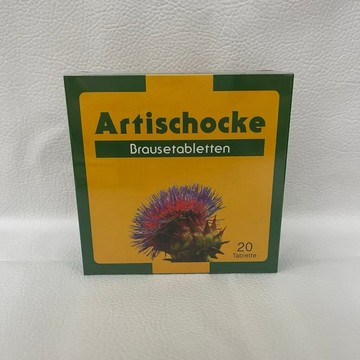 Artischocke
Brausetabletten
20
Tablette